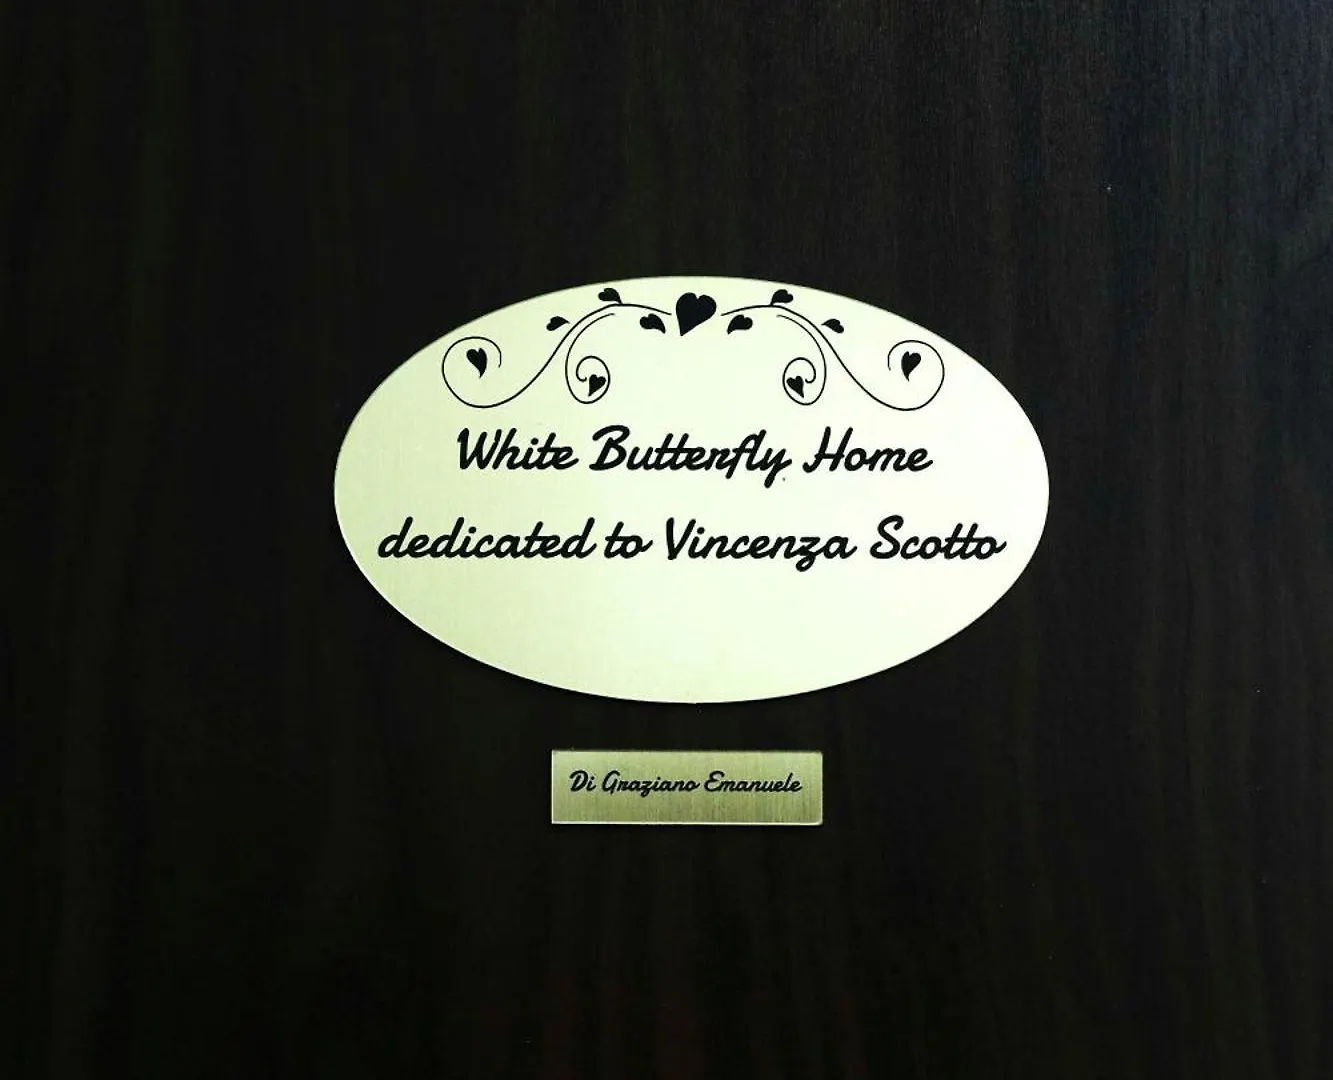 White Butterfly Home
dedicated to Vincenza Scotto
Di Graziano Emanuele